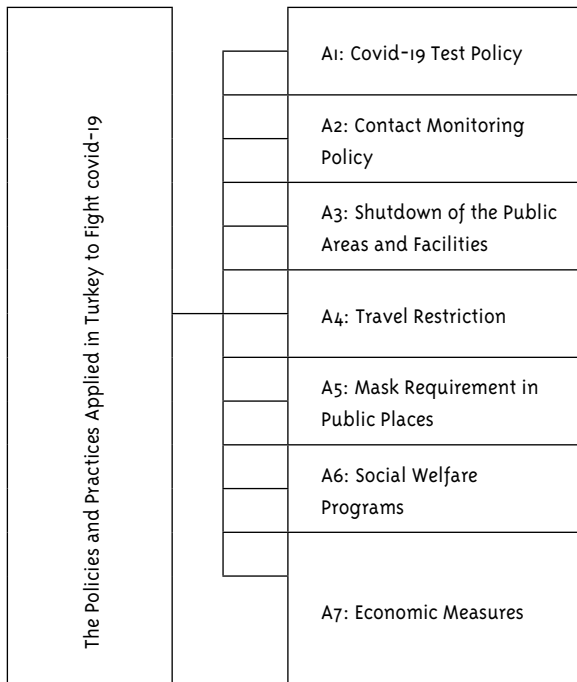 The Policies and Practices Applied in Turkey to Fight covid-19
A1: Covid-19 Test Policy
A2: Contact Monitoring
Policy
A3: Shutdown of the Public
Areas and Facilities
A4: Travel Restriction
A5: Mask Requirement in
Public Places
A6: Social Welfare
Programs
A7: Economic Measures